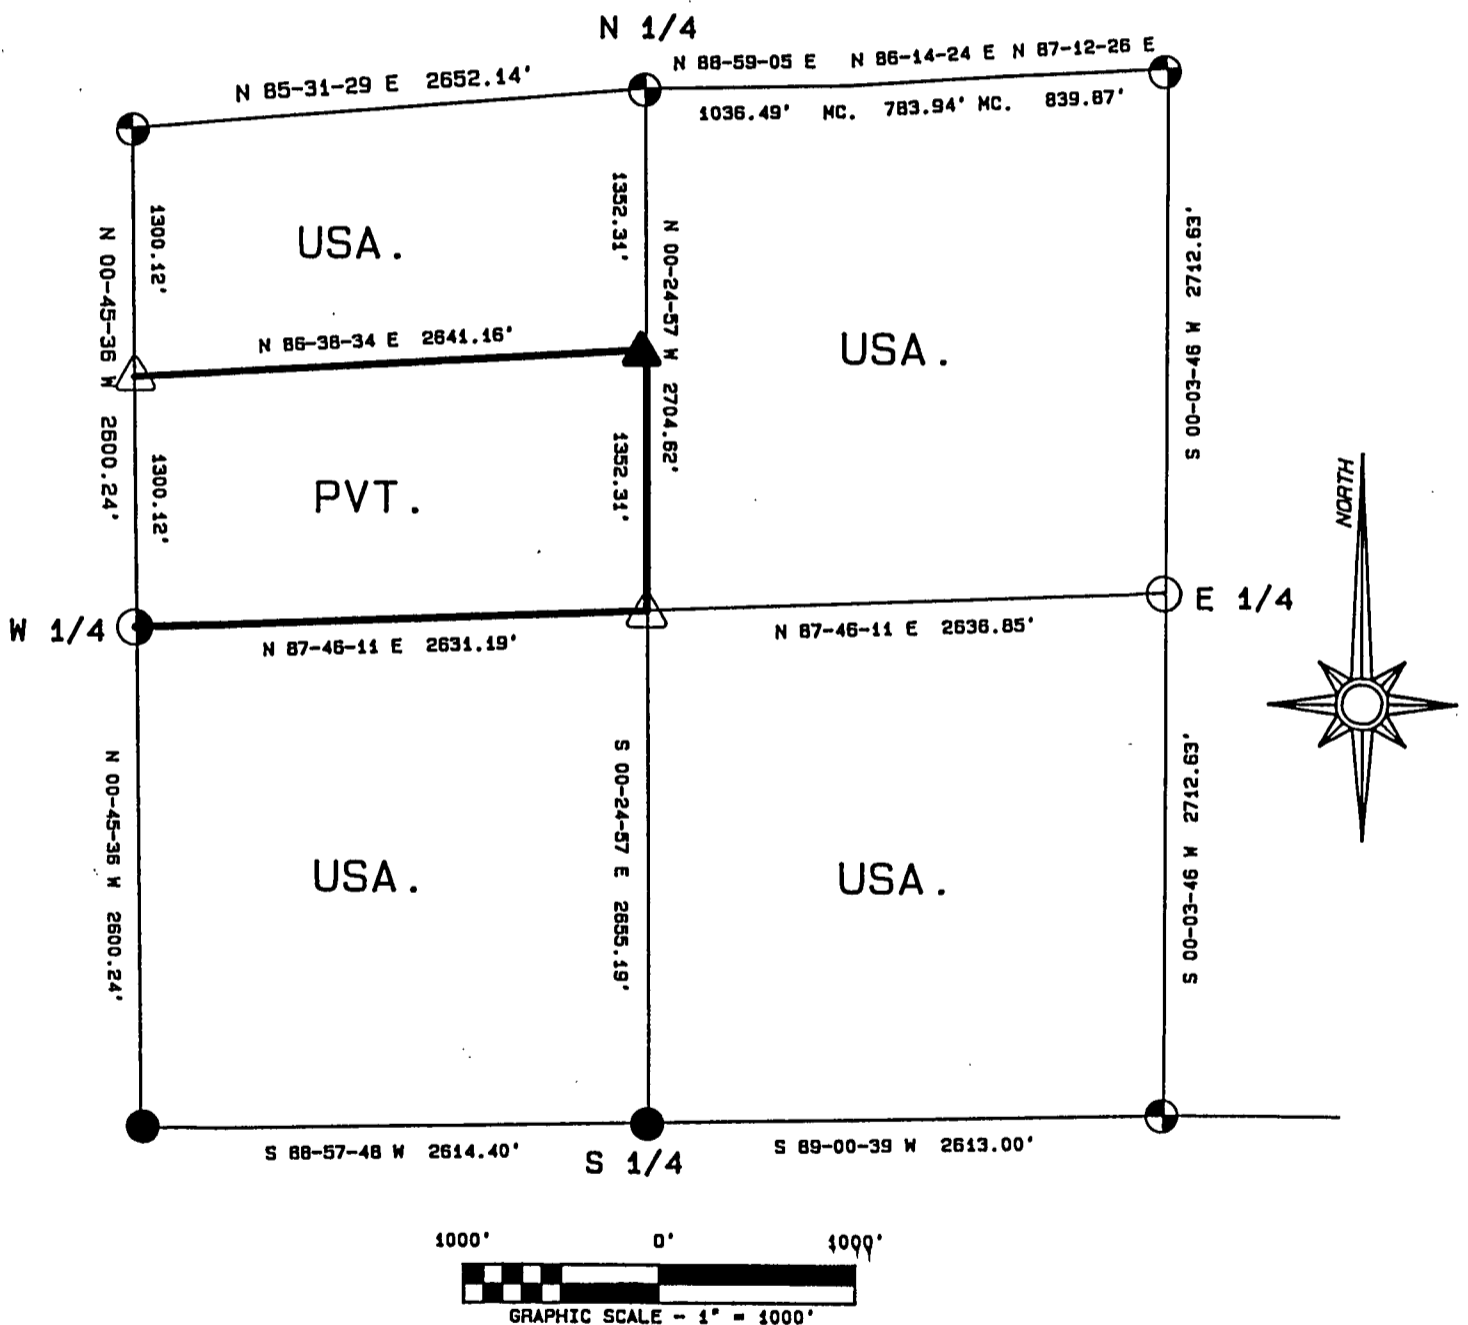 N 1/4
N 85-31-29 E 2652.14'
N 88-59-05 E N 86-14-24 E N 87-12-26 E
1036.49' MC. 783.94' MC. 839.87'
N 00-45-36 W 2600.24'
1300.12'
USA.
1352.31'
N 00-24-57 W 2704.62'
USA.
S 00-03-46 W 2712.63'
N 86-38-34 E 2641.16'
1300.12'
PVT.
1352.31'
NORTH
W 1/4
E 1/4
N 87-46-11 E 2631.19'
N 87-46-11 E 2636.85'
N 00-45-36 W 2600.24'
USA.
S 00-24-57 E 2655.19'
USA.
S 00-03-46 W 2712.63'
S 88-57-48 W 2614.40'
S 1/4
S 89-00-39 W 2613.00'
1000' 0' 1000'
GRAPHIC SCALE - 1" = 1000'